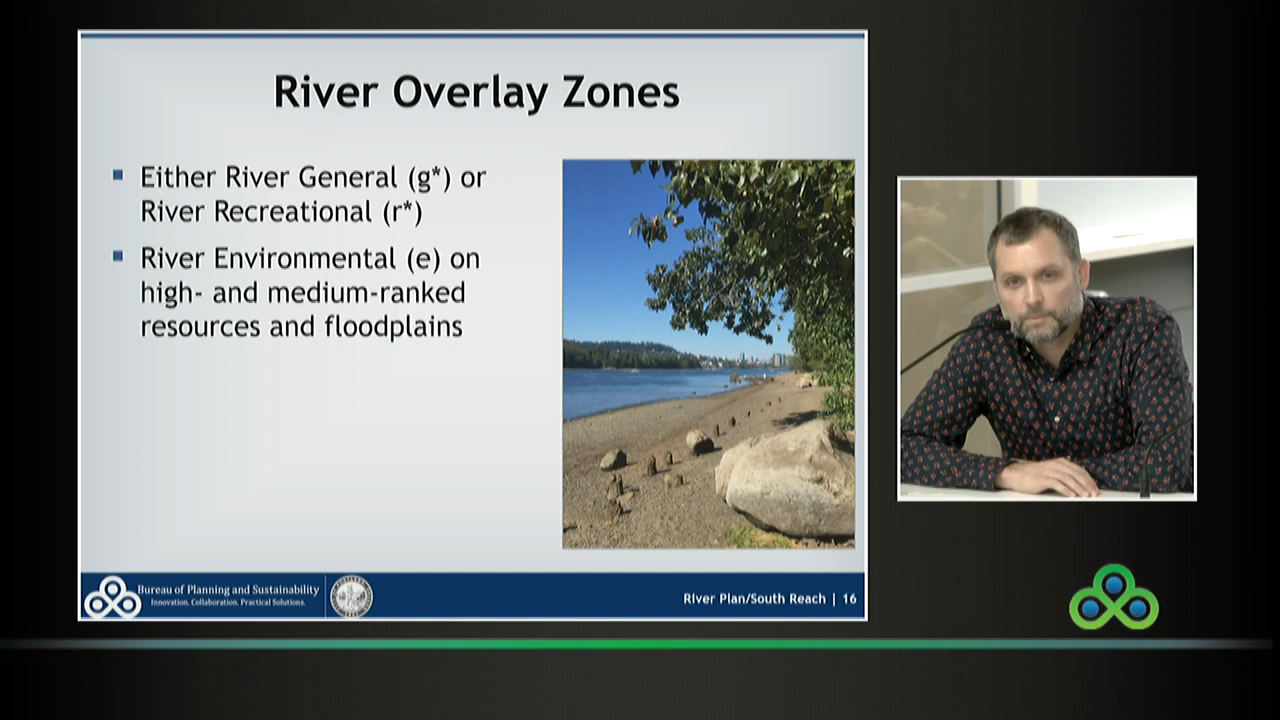 River Overlay Zones
Either River General (g*) or
River Recreational (r*)
River Environmental (e) on
high- and medium-ranked
resources and floodplains
Bureau of Planning and Sustainability
Innovation. Collaboration. Practical Solutions.
River Plan/South Reach | 16